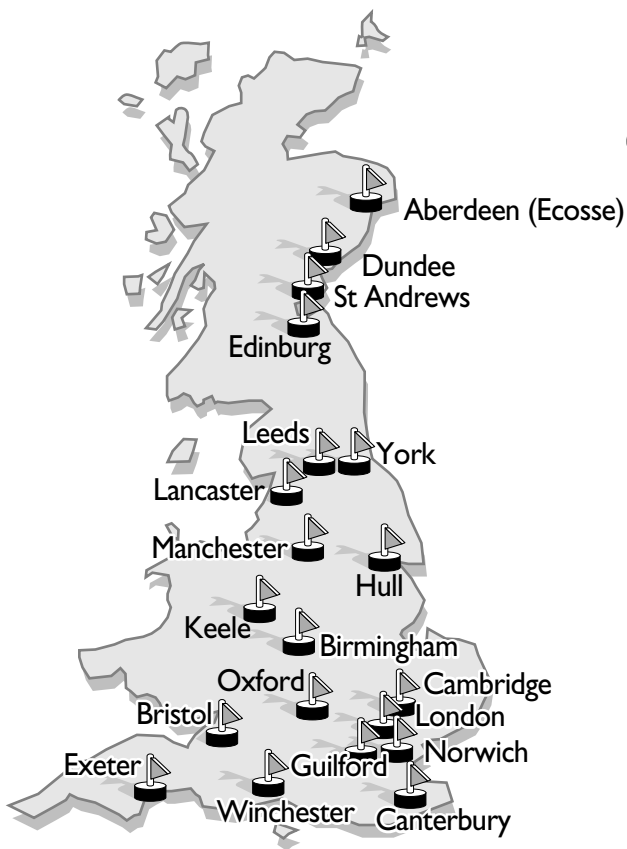 Aberdeen (Ecosse)
Dundee
St Andrews
Edinburg
Leeds
York
Lancaster
Manchester
Hull
Keele
Birmingham
Oxford
Cambridge
Bristol
London
Norwich
Exeter
Guilford
Winchester
Canterbury